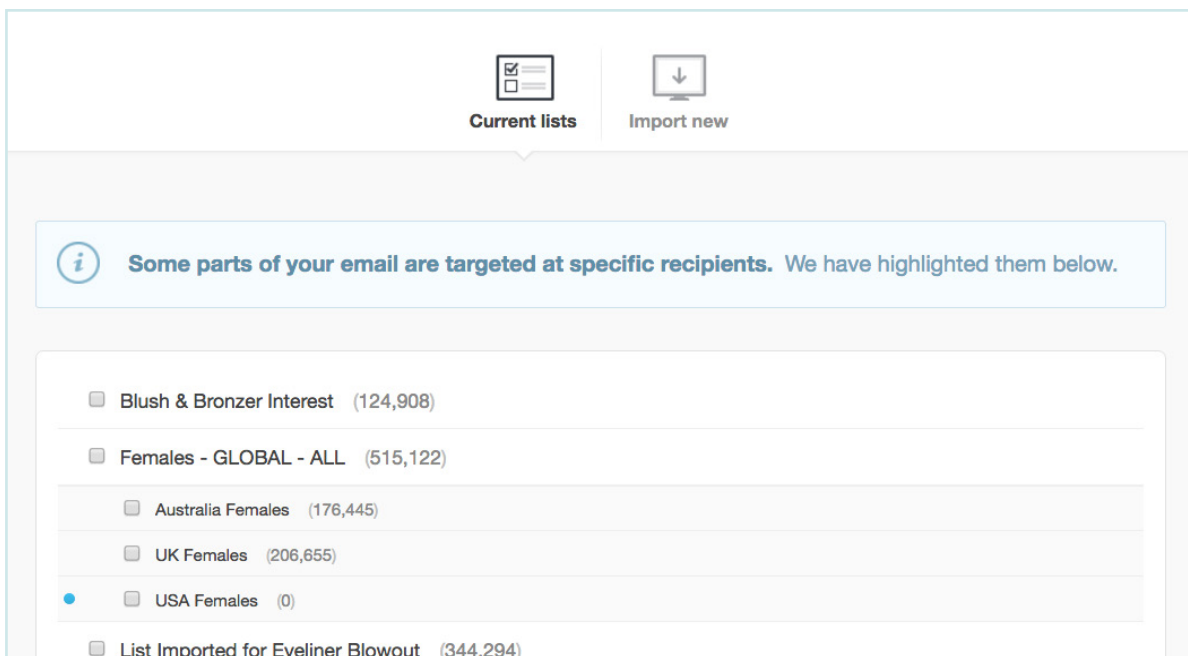 Current lists
Import new
Some parts of your email are targeted at specific recipients. We have highlighted them below.
Blush & Bronzer Interest (124,908)
Females - GLOBAL - ALL (515,122)
Australia Females (176,445)
UK Females (206,655)
USA Females (0)
List Imported for Eyeliner Blowout (344,294)